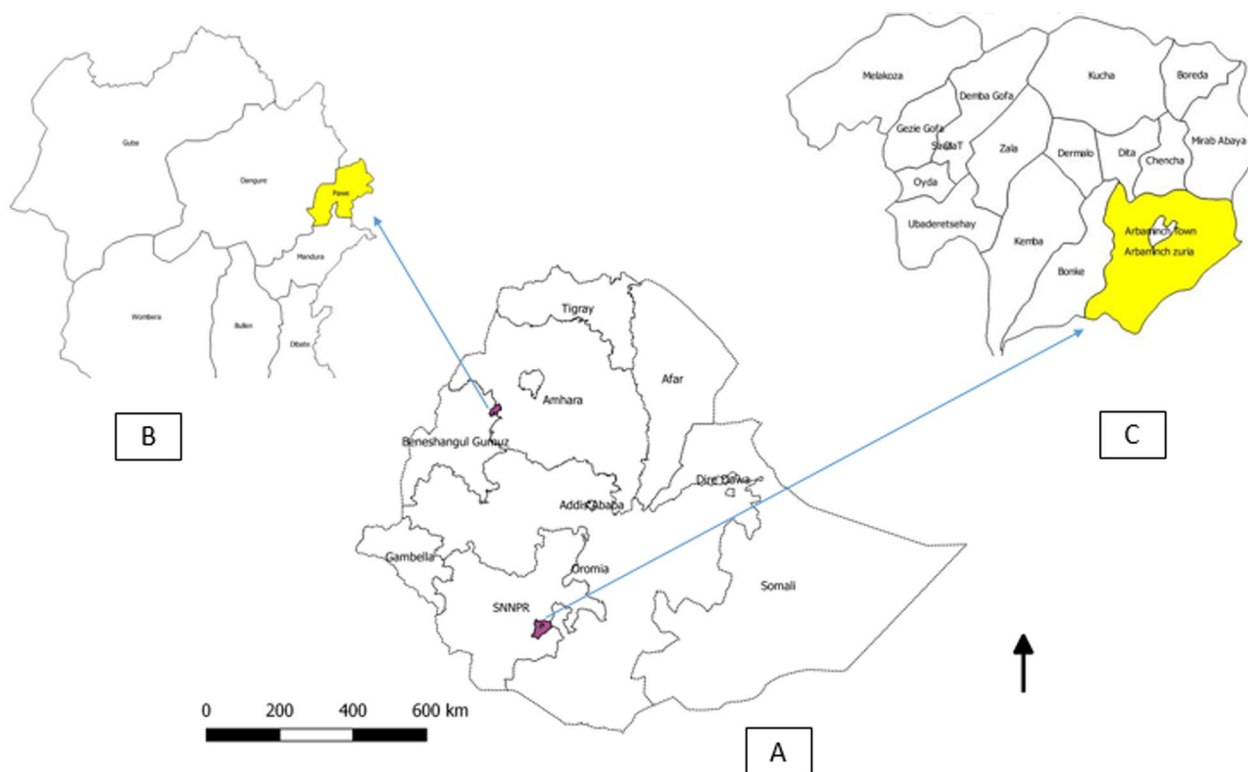 Guba
Dangure
Pawe
Mandura
Wombera
Bullen
Dibate
B
Melakoza
Kucha
Boreda
Demba Gofa
Gezie Gofa
Zala
Dermalo
Dita
Chencha
Mirab Abaya
Oyda
Ubaderetsehay
Kemba
Bonke
Arbaminch Town
Arbaminch zuria
C
Tigray
Afar
Amhara
Beneshangul Gumuz
Dire Dawa
Addis Ababa
Gambella
Oromia
Somali
SNNPR
0 200 400 600 km
A